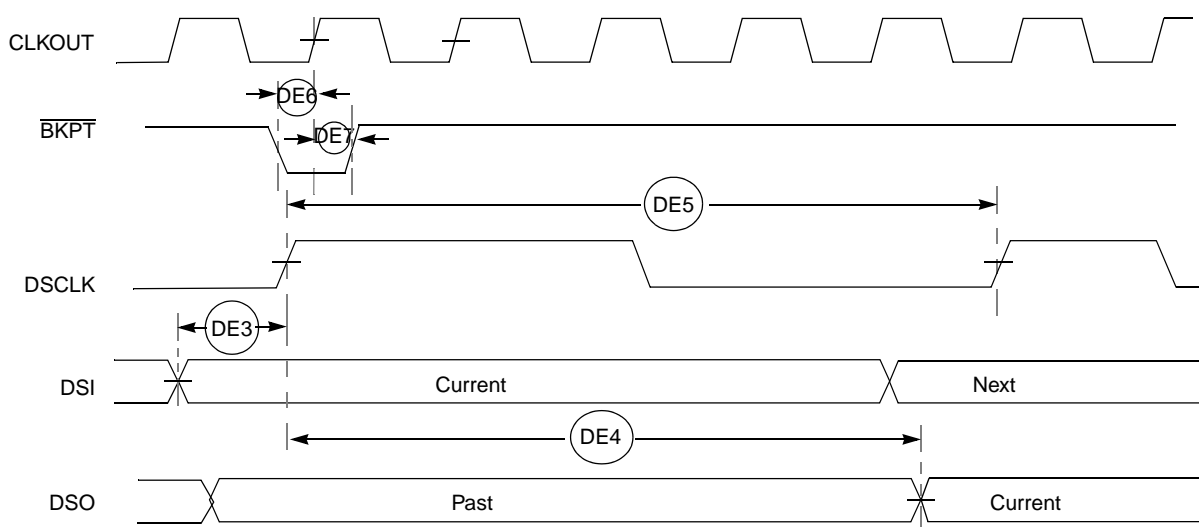 CLKOUT
DE6
BKPT
DE7
DE5
DSCLK
DE3
DSI
Current
Next
DE4
DSO
Past
Current